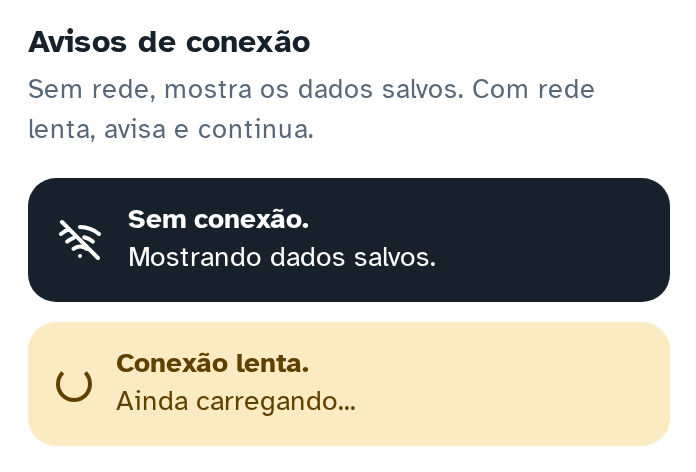 Avisos de conexão
Sem rede, mostra os dados salvos. Com rede
lenta, avisa e continua.
Sem conexão.
Mostrando dados salvos.
Conexão lenta.
Ainda carregando...